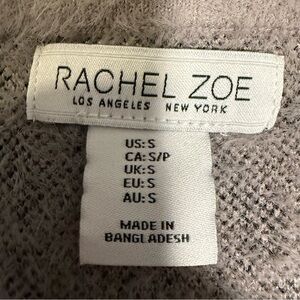 RACHEL ZOE
LOS ANGELES NEW YORK
US: S
CA: S/P
UK: S
EU: S
AU: S
MADE IN
BANGLADESH